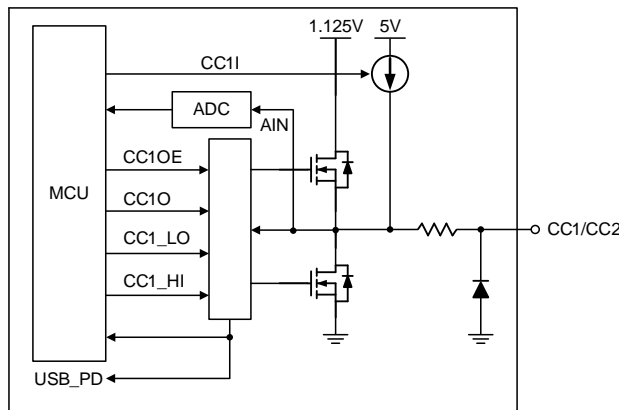 1.125V
5V
CC1I
ADC
AIN
CC1OE
MCU
CC1O
CC1/CC2
CC1_LO
CC1_HI
USB_PD